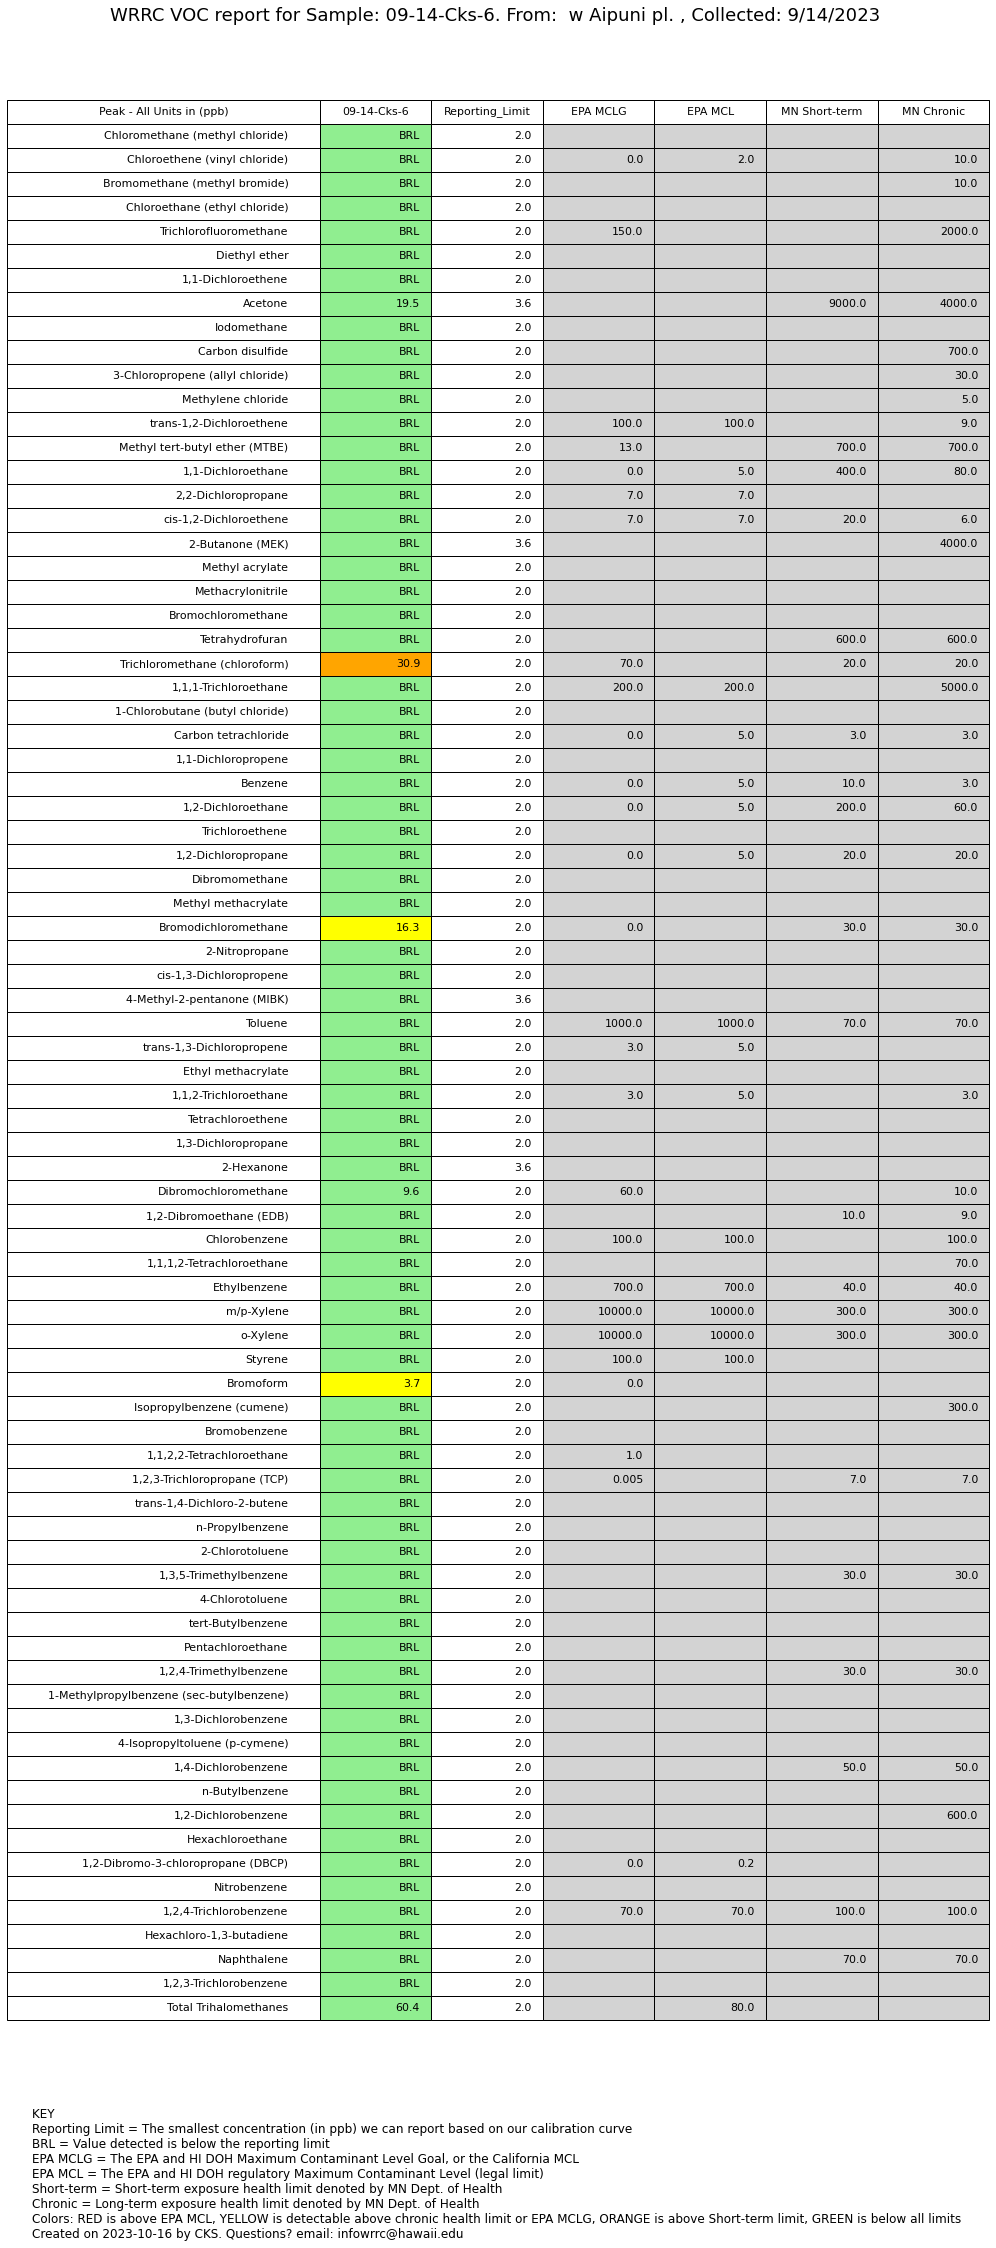 WRRC VOC report for Sample: 09-14-Cks-6. From:  w Aipuni pl. , Collected: 9/14/2023
Peak - All Units in (ppb) 09-14-Cks-6 Reporting_Limit EPA MCLG EPA MCL MN Short-term MN Chronic
Chloromethane (methyl chloride) BRL 2.0
Chloroethene (vinyl chloride) BRL 2.0 0.0 2.0 10.0
Bromomethane (methyl bromide) BRL 2.0 10.0
Chloroethane (ethyl chloride) BRL 2.0
Trichlorofluoromethane BRL 2.0 150.0 2000.0
Diethyl ether BRL 2.0
1,1-Dichloroethene BRL 2.0
Acetone 19.5 3.6 9000.0 4000.0
Iodomethane BRL 2.0
Carbon disulfide BRL 2.0 700.0
3-Chloropropene (allyl chloride) BRL 2.0 30.0
Methylene chloride BRL 2.0 5.0
trans-1,2-Dichloroethene BRL 2.0 100.0 100.0 9.0
Methyl tert-butyl ether (MTBE) BRL 2.0 13.0 700.0 700.0
1,1-Dichloroethane BRL 2.0 0.0 5.0 400.0 80.0
2,2-Dichloropropane BRL 2.0 7.0 7.0
cis-1,2-Dichloroethene BRL 2.0 7.0 7.0 20.0 6.0
2-Butanone (MEK) BRL 3.6 4000.0
Methyl acrylate BRL 2.0
Methacrylonitrile BRL 2.0
Bromochloromethane BRL 2.0
Tetrahydrofuran BRL 2.0 600.0 600.0
Trichloromethane (chloroform) 30.9 2.0 70.0 20.0 20.0
1,1,1-Trichloroethane BRL 2.0 200.0 200.0 5000.0
1-Chlorobutane (butyl chloride) BRL 2.0
Carbon tetrachloride BRL 2.0 0.0 5.0 3.0 3.0
1,1-Dichloropropene BRL 2.0
Benzene BRL 2.0 0.0 5.0 10.0 3.0
1,2-Dichloroethane BRL 2.0 0.0 5.0 200.0 60.0
Trichloroethene BRL 2.0
1,2-Dichloropropane BRL 2.0 0.0 5.0 20.0 20.0
Dibromomethane BRL 2.0
Methyl methacrylate BRL 2.0
Bromodichloromethane 16.3 2.0 0.0 30.0 30.0
2-Nitropropane BRL 2.0
cis-1,3-Dichloropropene BRL 2.0
4-Methyl-2-pentanone (MIBK) BRL 3.6
Toluene BRL 2.0 1000.0 1000.0 70.0 70.0
trans-1,3-Dichloropropene BRL 2.0 3.0 5.0
Ethyl methacrylate BRL 2.0
1,1,2-Trichloroethane BRL 2.0 3.0 5.0 3.0
Tetrachloroethene BRL 2.0
1,3-Dichloropropane BRL 2.0
2-Hexanone BRL 3.6
Dibromochloromethane 9.6 2.0 60.0 10.0
1,2-Dibromoethane (EDB) BRL 2.0 10.0 9.0
Chlorobenzene BRL 2.0 100.0 100.0 100.0
1,1,1,2-Tetrachloroethane BRL 2.0 70.0
Ethylbenzene BRL 2.0 700.0 700.0 40.0 40.0
m/p-Xylene BRL 2.0 10000.0 10000.0 300.0 300.0
o-Xylene BRL 2.0 10000.0 10000.0 300.0 300.0
Styrene BRL 2.0 100.0 100.0
Bromoform 3.7 2.0 0.0
Isopropylbenzene (cumene) BRL 2.0 300.0
Bromobenzene BRL 2.0
1,1,2,2-Tetrachloroethane BRL 2.0 1.0
1,2,3-Trichloropropane (TCP) BRL 2.0 0.005 7.0 7.0
trans-1,4-Dichloro-2-butene BRL 2.0
n-Propylbenzene BRL 2.0
2-Chlorotoluene BRL 2.0
1,3,5-Trimethylbenzene BRL 2.0 30.0 30.0
4-Chlorotoluene BRL 2.0
tert-Butylbenzene BRL 2.0
Pentachloroethane BRL 2.0
1,2,4-Trimethylbenzene BRL 2.0 30.0 30.0
1-Methylpropylbenzene (sec-butylbenzene) BRL 2.0
1,3-Dichlorobenzene BRL 2.0
4-Isopropyltoluene (p-cymene) BRL 2.0
1,4-Dichlorobenzene BRL 2.0 50.0 50.0
n-Butylbenzene BRL 2.0
1,2-Dichlorobenzene BRL 2.0 600.0
Hexachloroethane BRL 2.0
1,2-Dibromo-3-chloropropane (DBCP) BRL 2.0 0.0 0.2
Nitrobenzene BRL 2.0
1,2,4-Trichlorobenzene BRL 2.0 70.0 70.0 100.0 100.0
Hexachloro-1,3-butadiene BRL 2.0
Naphthalene BRL 2.0 70.0 70.0
1,2,3-Trichlorobenzene BRL 2.0
Total Trihalomethanes 60.4 2.0 80.0
KEY
Reporting Limit = The smallest concentration (in ppb) we can report based on our calibration curve
BRL = Value detected is below the reporting limit
EPA MCLG = The EPA and HI DOH Maximum Contaminant Level Goal, or the California MCL
EPA MCL = The EPA and HI DOH regulatory Maximum Contaminant Level (legal limit)
Short-term = Short-term exposure health limit denoted by MN Dept. of Health
Chronic = Long-term exposure health limit denoted by MN Dept. of Health
Colors: RED is above EPA MCL, YELLOW is detectable above chronic health limit or EPA MCLG, ORANGE is above Short-term limit, GREEN is below all limits
Created on 2023-10-16 by CKS. Questions? email: infowrrc@hawaii.edu